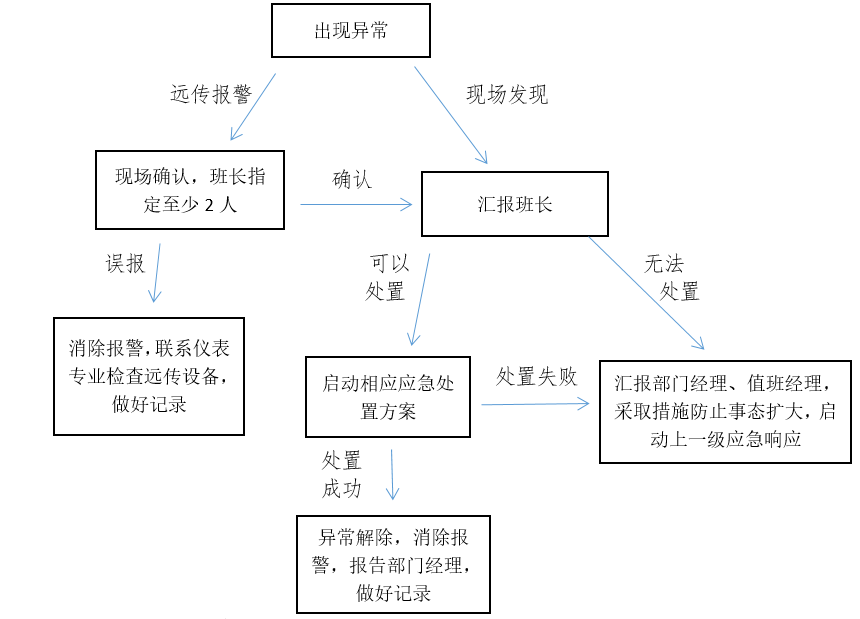 出现异常
远传报警
现场发现
现场确认，班长指
定至少 2 人
确认
汇报班长
误报
可以
处置
无法
处置
消除报警，联系仪表
专业检查远传设备，
做好记录
启动相应应急处
置方案
处置失败
汇报部门经理、值班经理，
采取措施防止事态扩大，启
动上一级应急响应
处置
成功
异常解除，消除报
警，报告部门经理，
做好记录